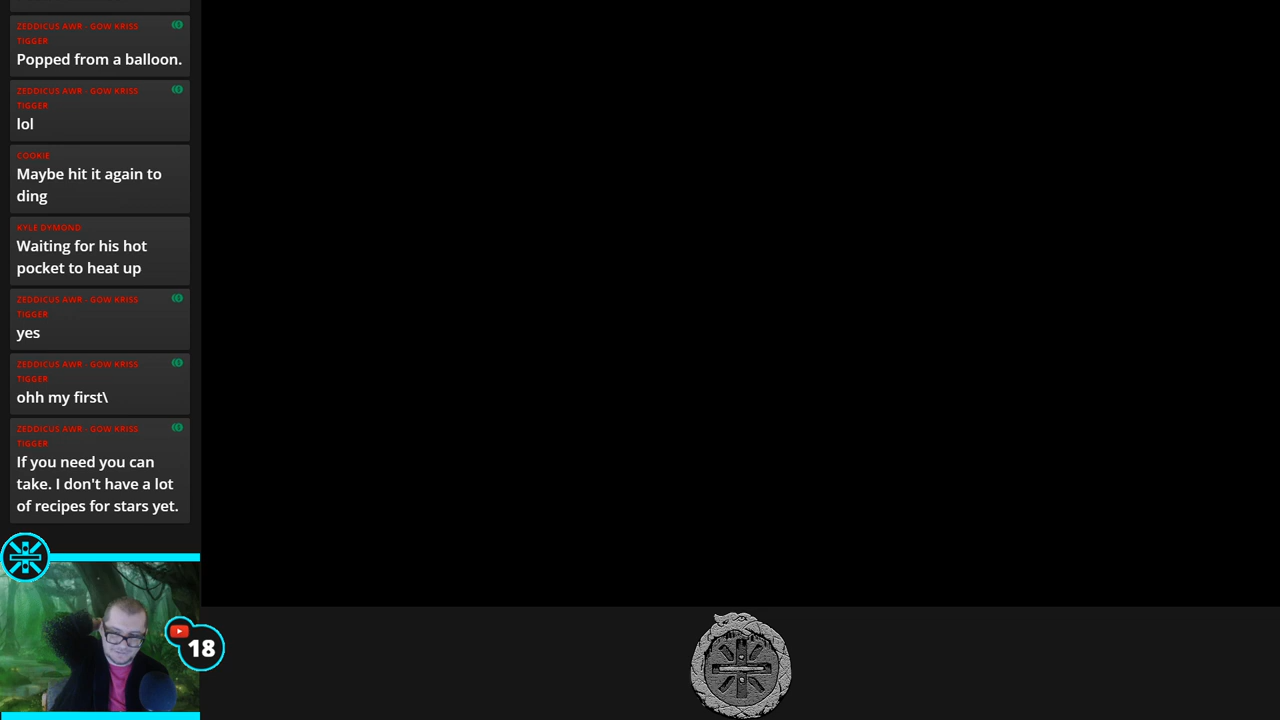 ZEDDICUS AWR - GOW KRISS
TIGGER
Popped from a balloon.
ZEDDICUS AWR - GOW KRISS
TIGGER
lol
COOKIE
Maybe hit it again to
ding
KYLE DYMOND
Waiting for his hot
pocket to heat up
ZEDDICUS AWR - GOW KRISS
TIGGER
yes
ZEDDICUS AWR - GOW KRISS
TIGGER
ohh my first\
ZEDDICUS AWR - GOW KRISS
TIGGER
If you need you can
take. I don't have a lot
of recipes for stars yet.
18